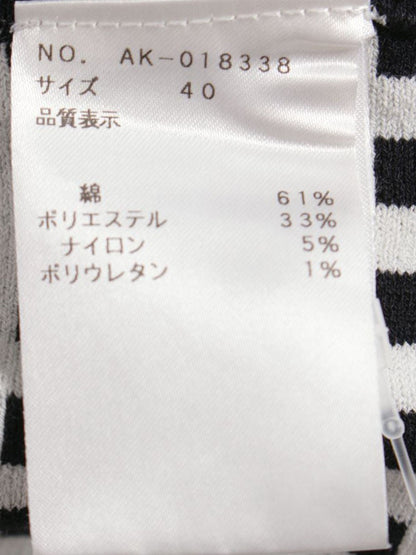 NO. AK-018338
サイズ 40
品質表示
綿 61%
ポリエステル 33%
ナイロン 5%
ポリウレタン 1%